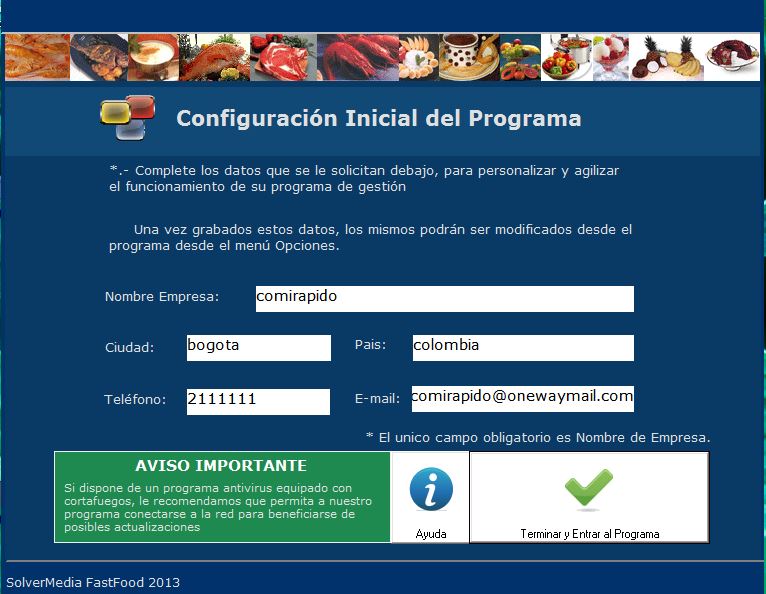 Configuración Inicial del Programa
*.- Complete los datos que se le solicitan debajo, para personalizar y agilizar
el funcionamiento de su programa de gestión
Una vez grabados estos datos, los mismos podrán ser modificados desde el
programa desde el menú Opciones.
Nombre Empresa: comirapido
Ciudad: bogota Pais: colombia
Teléfono: 2111111 E-mail: comirapido@onewaymail.com
* El unico campo obligatorio es Nombre de Empresa.
AVISO IMPORTANTE
Si dispone de un programa antivirus equipado con
cortafuegos, le recomendamos que permita a nuestro
programa conectarse a la red para beneficiarse de
posibles actualizaciones
Ayuda
Terminar y Entrar al Programa
SolverMedia FastFood 2013